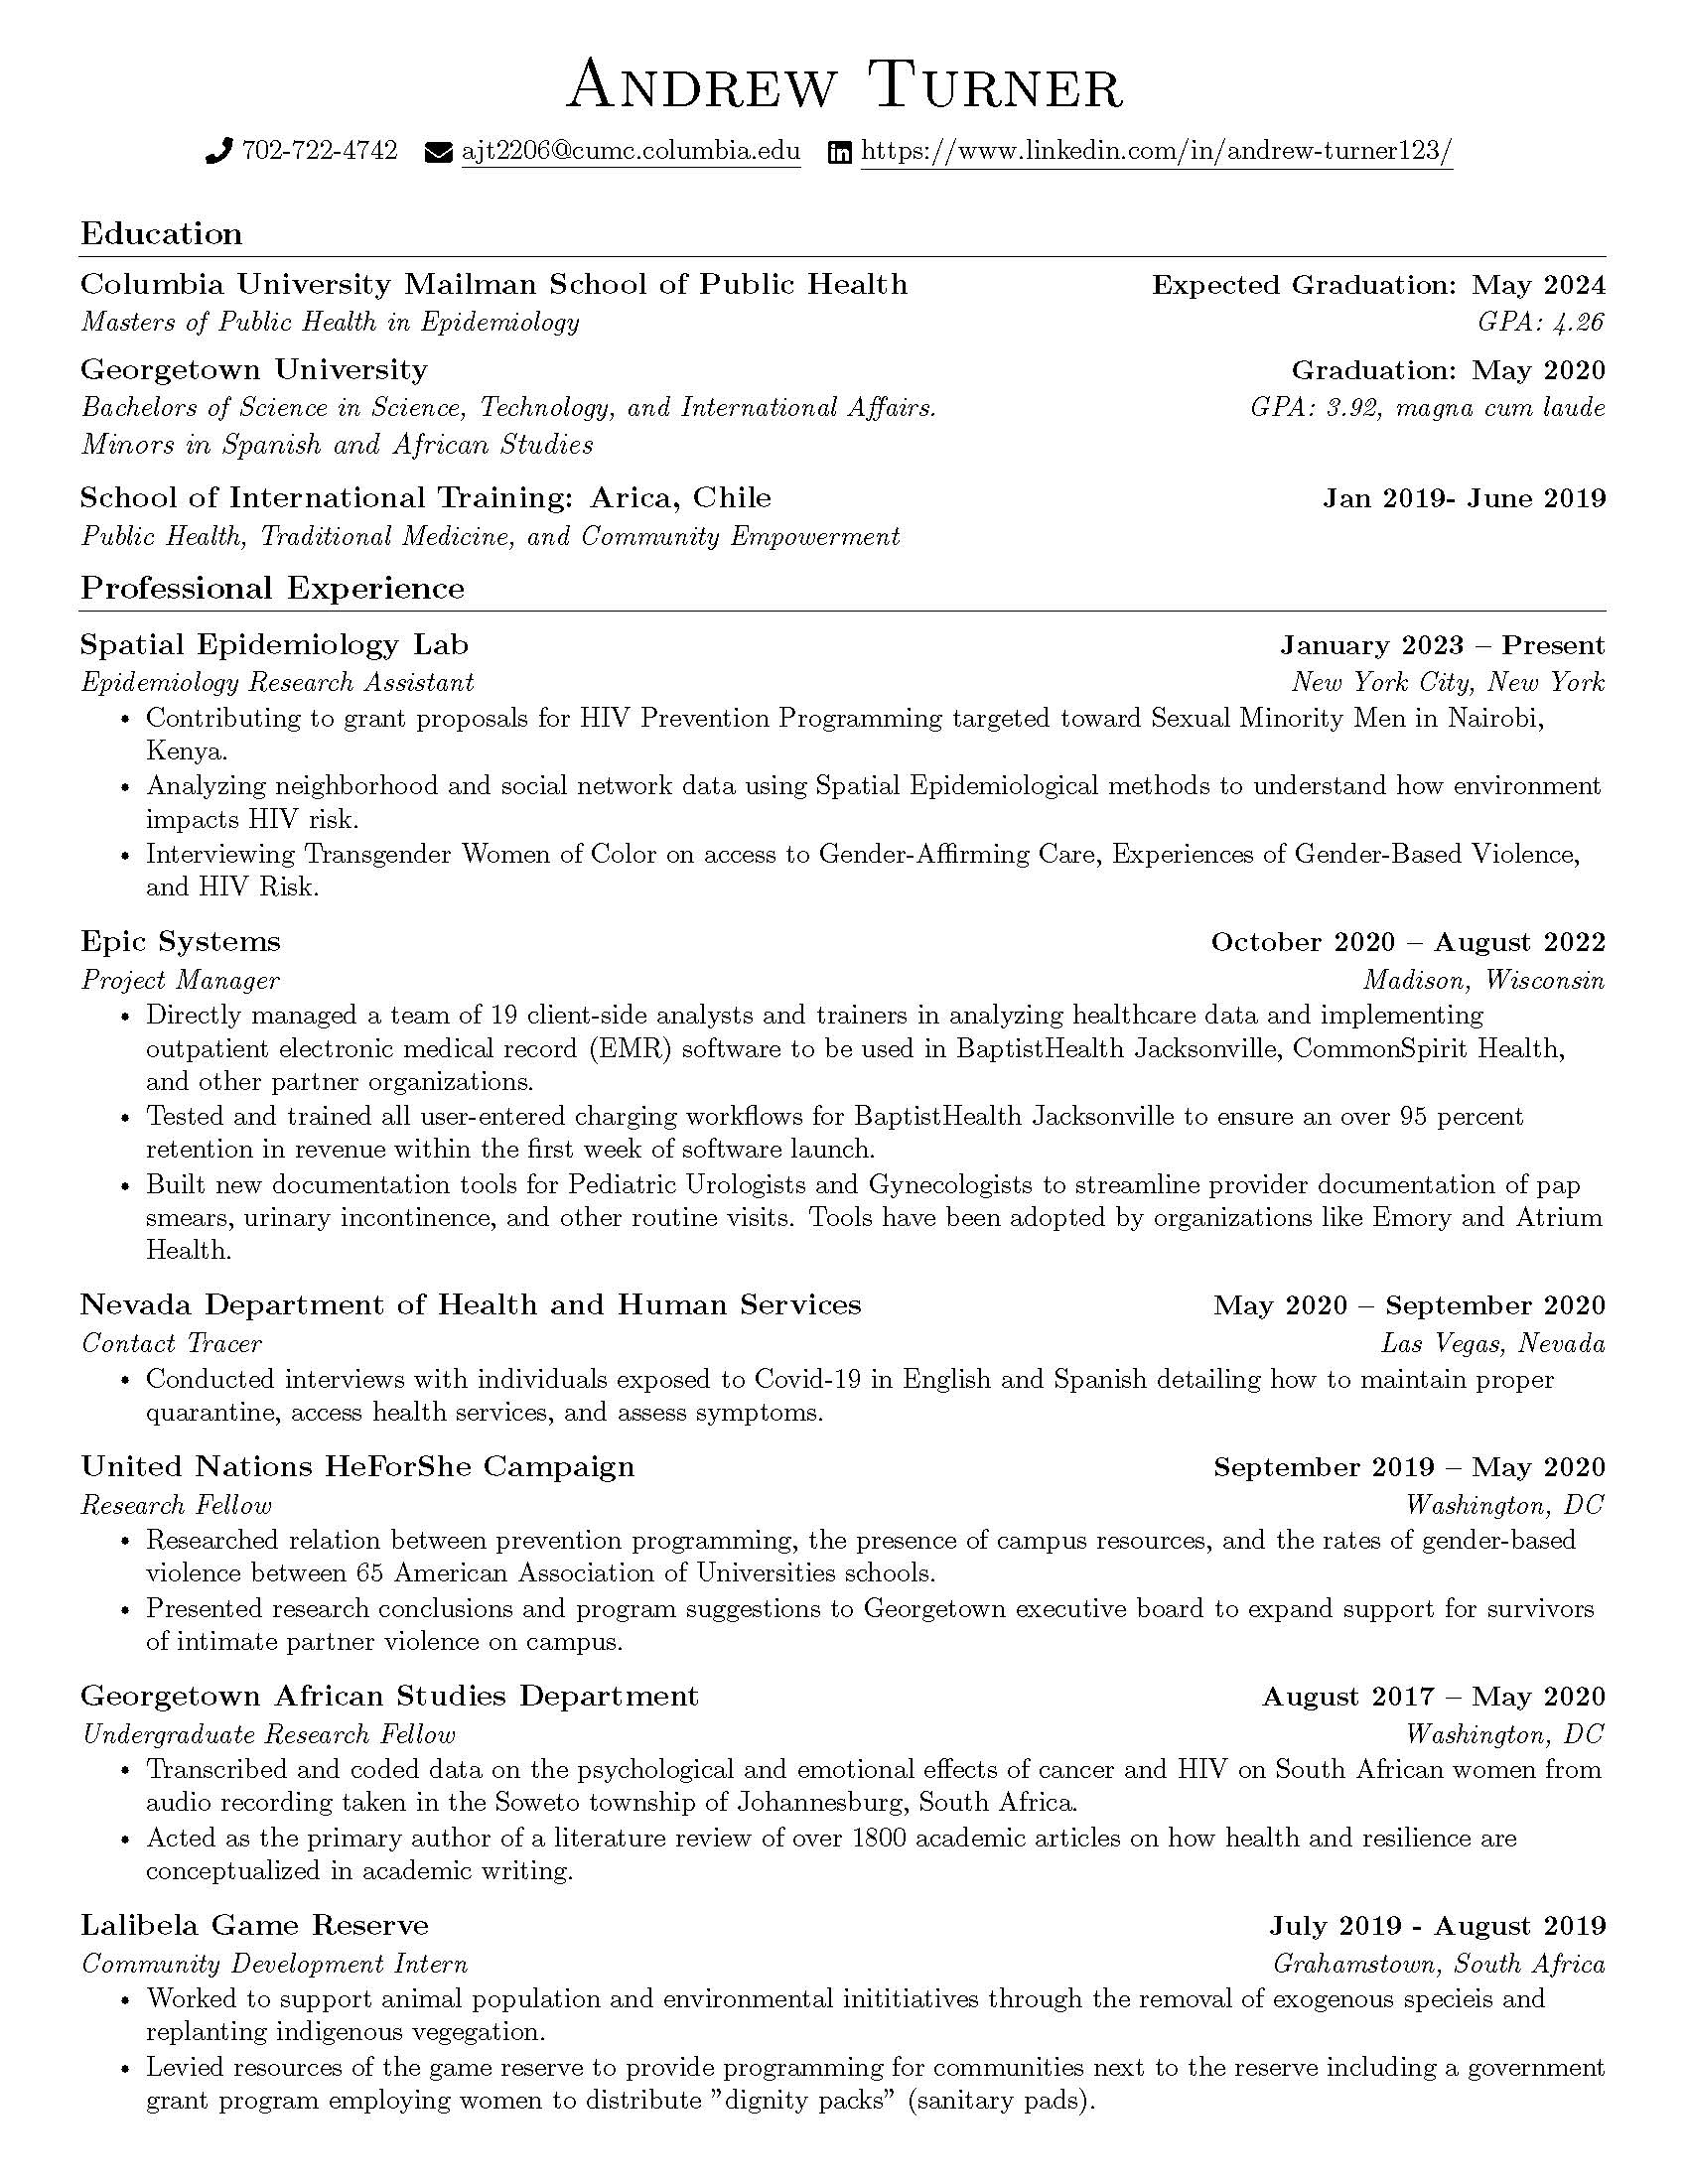 Andrew Turner
702-722-4742 ajt2206@cumc.columbia.edu https://www.linkedin.com/in/andrew-turner123/
Education
Columbia University Mailman School of Public Health Expected Graduation: May 2024
Masters of Public Health in Epidemiology GPA: 4.26
Georgetown University Graduation: May 2020
Bachelors of Science in Science, Technology, and International Affairs. GPA: 3.92, magna cum laude
Minors in Spanish and African Studies
School of International Training: Arica, Chile Jan 2019- June 2019
Public Health, Traditional Medicine, and Community Empowerment
Professional Experience
Spatial Epidemiology Lab January 2023 – Present
Epidemiology Research Assistant New York City, New York
• Contributing to grant proposals for HIV Prevention Programming targeted toward Sexual Minority Men in Nairobi,
Kenya.
• Analyzing neighborhood and social network data using Spatial Epidemiological methods to understand how environment
impacts HIV risk.
• Interviewing Transgender Women of Color on access to Gender-Affirming Care, Experiences of Gender-Based Violence,
and HIV Risk.
Epic Systems October 2020 – August 2022
Project Manager Madison, Wisconsin
• Directly managed a team of 19 client-side analysts and trainers in analyzing healthcare data and implementing
outpatient electronic medical record (EMR) software to be used in BaptistHealth Jacksonville, CommonSpirit Health,
and other partner organizations.
• Tested and trained all user-entered charging workflows for BaptistHealth Jacksonville to ensure an over 95 percent
retention in revenue within the first week of software launch.
• Built new documentation tools for Pediatric Urologists and Gynecologists to streamline provider documentation of pap
smears, urinary incontinence, and other routine visits. Tools have been adopted by organizations like Emory and Atrium
Health.
Nevada Department of Health and Human Services May 2020 – September 2020
Contact Tracer Las Vegas, Nevada
• Conducted interviews with individuals exposed to Covid-19 in English and Spanish detailing how to maintain proper
quarantine, access health services, and assess symptoms.
United Nations HeForShe Campaign September 2019 – May 2020
Research Fellow Washington, DC
• Researched relation between prevention programming, the presence of campus resources, and the rates of gender-based
violence between 65 American Association of Universities schools.
• Presented research conclusions and program suggestions to Georgetown executive board to expand support for survivors
of intimate partner violence on campus.
Georgetown African Studies Department August 2017 – May 2020
Undergraduate Research Fellow Washington, DC
• Transcribed and coded data on the psychological and emotional effects of cancer and HIV on South African women from
audio recording taken in the Soweto township of Johannesburg, South Africa.
• Acted as the primary author of a literature review of over 1800 academic articles on how health and resilience are
conceptualized in academic writing.
Lalibela Game Reserve July 2019 - August 2019
Community Development Intern Grahamstown, South Africa
• Worked to support animal population and environmental inititiatives through the removal of exogenous specieis and
replanting indigenous vegegation.
• Levied resources of the game reserve to provide programming for communities next to the reserve including a government
grant program employing women to distribute ”dignity packs” (sanitary pads).